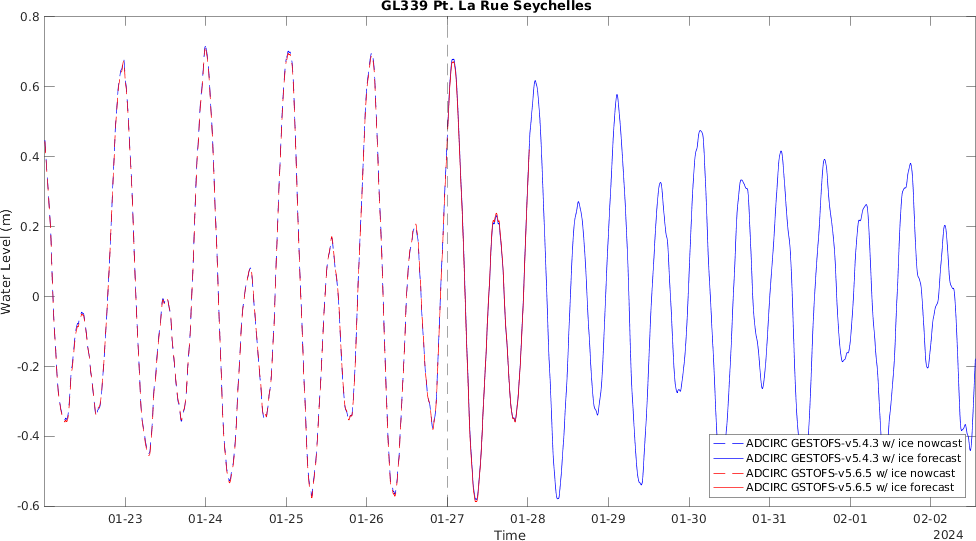 GL339 Pt. La Rue Seychelles
0.8
0.6
0.4
0.2
0
-0.2
-0.4
-0.6
Water Level (m)
ADCIRC GESTOFS-v5.4.3 w/ ice nowcast
ADCIRC GESTOFS-v5.4.3 w/ ice forecast
ADCIRC GSTOFS-v5.6.5 w/ ice nowcast
ADCIRC GSTOFS-v5.6.5 w/ ice forecast
01-23 01-24 01-25 01-26 01-27 01-28 01-29 01-30 01-31 02-01 02-02
Time
2024